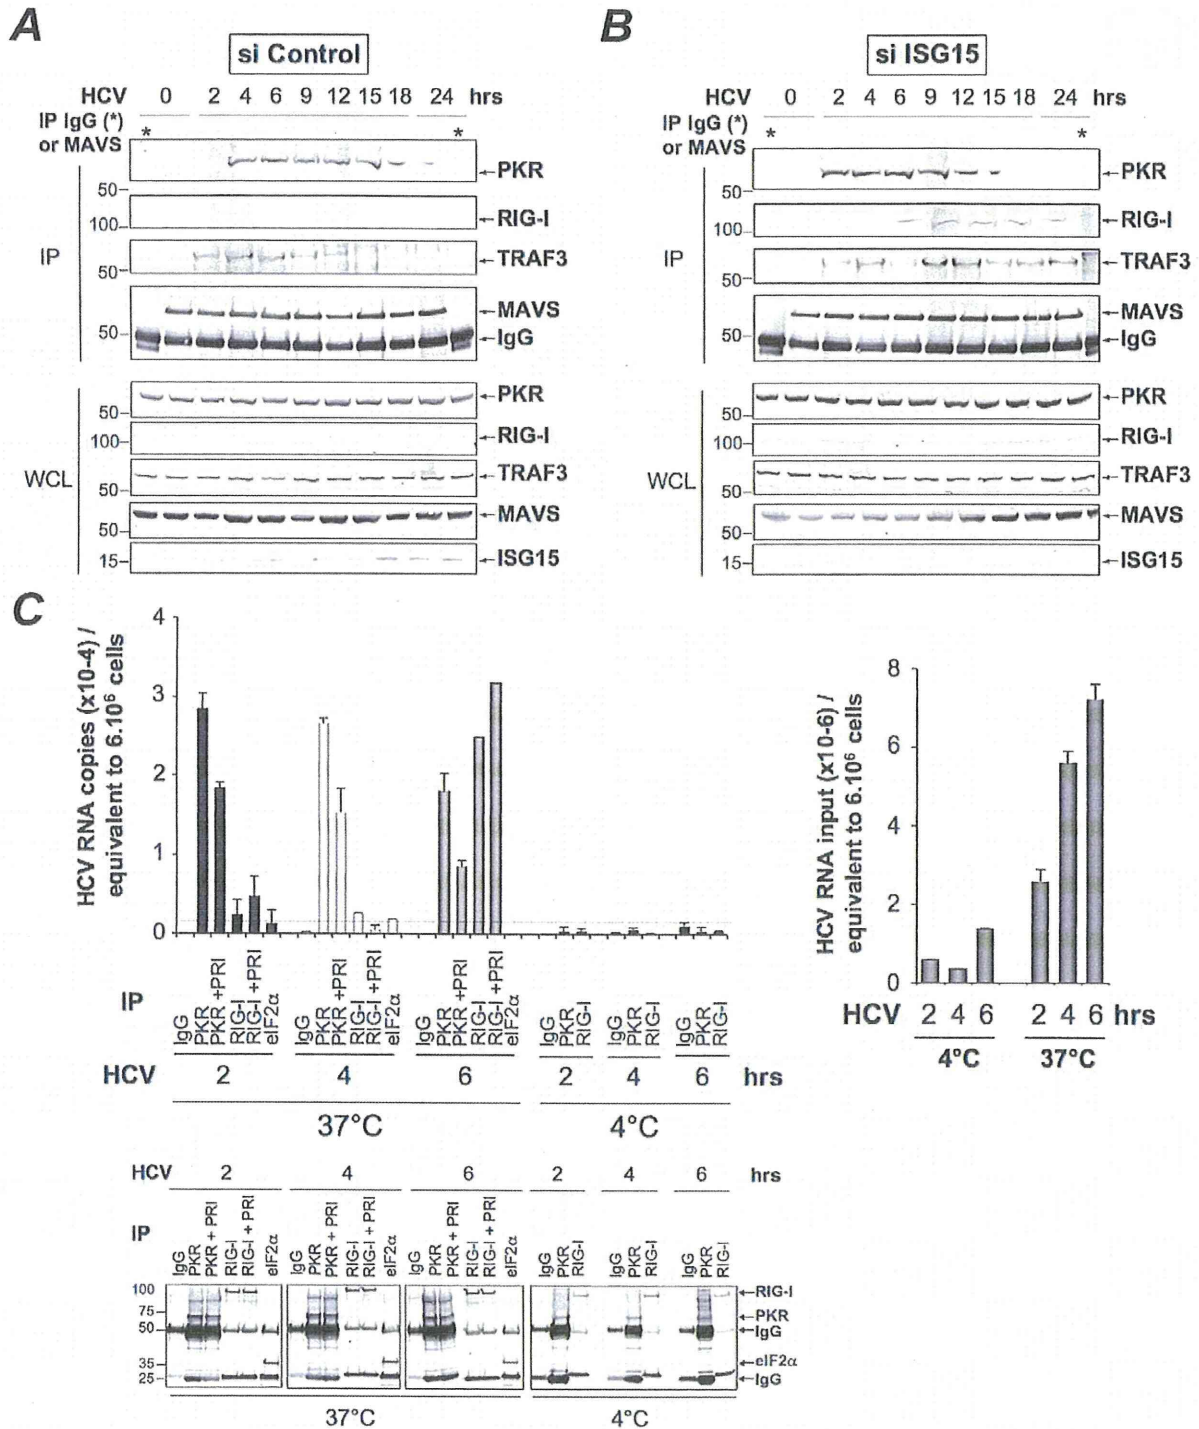 A
si Control
HCV 0 2 4 6 9 12 15 18 24 hrs
IP IgG (*)
or MAVS
* *
IP
←PKR
50
←RIG-I
100
←TRAF3
50
←MAVS
50
←IgG
WCL
←PKR
50
←RIG-I
100
←TRAF3
50
←MAVS
50
←ISG15
15
B
si ISG15
HCV 0 2 4 6 9 12 15 18 24 hrs
IP IgG (*)
or MAVS
* *
IP
←PKR
50
←RIG-I
100
←TRAF3
50
←MAVS
50
←IgG
WCL
←PKR
50
←RIG-I
100
←TRAF3
50
←MAVS
50
←ISG15
15
C
HCV RNA copies (x10-4) /
equivalent to 6.10⁶ cells
4
3
2
1
0
IP
IgG PKR PKR +PRI RIG-I RIG-I +PRI eIF2α
IgG PKR PKR +PRI RIG-I RIG-I +PRI eIF2α
IgG PKR PKR +PRI RIG-I RIG-I +PRI eIF2α
IgG PKR RIG-I
IgG PKR RIG-I
IgG PKR RIG-I
HCV 2 4 6 2 4 6 hrs
37°C 4°C
HCV RNA input (x10-6) /
equivalent to 6.10⁶ cells
8
6
4
2
0
HCV 2 4 6 2 4 6 hrs
4°C 37°C
HCV 2 4 6 2 4 6 hrs
IP
IgG PKR PKR + PRI RIG-I RIG-I + PRI eIF2α
IgG PKR PKR + PRI RIG-I RIG-I + PRI eIF2α
IgG PKR PKR + PRI RIG-I RIG-I + PRI eIF2α
IgG PKR RIG-I
IgG PKR RIG-I
IgG PKR RIG-I
100 ←RIG-I
75 ←PKR
50 ←IgG
35 ←eIF2α
25 ←IgG
37°C 4°C